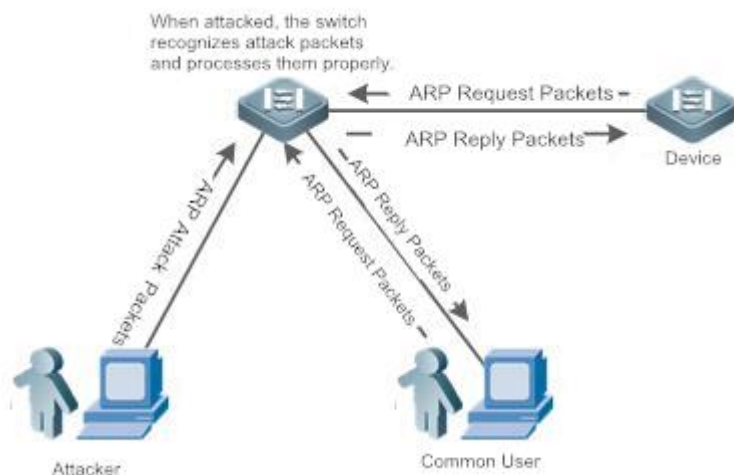 When attacked, the switch
recognizes attack packets
and processes them properly.
ARP Request Packets
ARP Reply Packets
Device
ARP Attack Packets
ARP Reply Packets
ARP Request Packets
Attacker
Common User